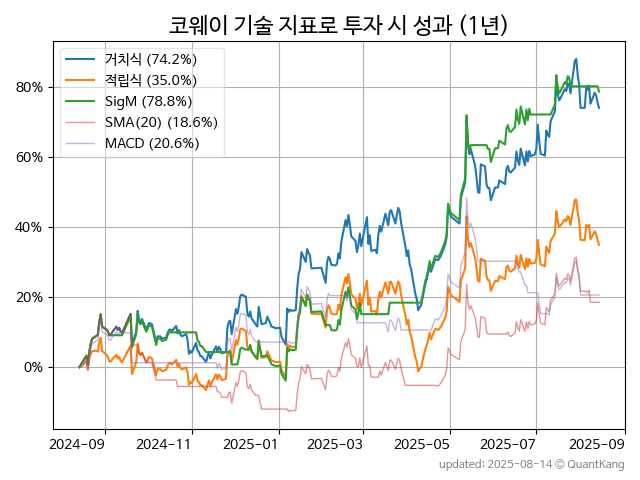 코웨이 기술 지표로 투자 시 성과 (1년)
거치식 (74.2%)
적립식 (35.0%)
SigM (78.8%)
SMA(20) (18.6%)
MACD (20.6%)
80%
60%
40%
20%
0%
2024-09 2024-11 2025-01 2025-03 2025-05 2025-07 2025-09
updated: 2025-08-14 © QuantKang